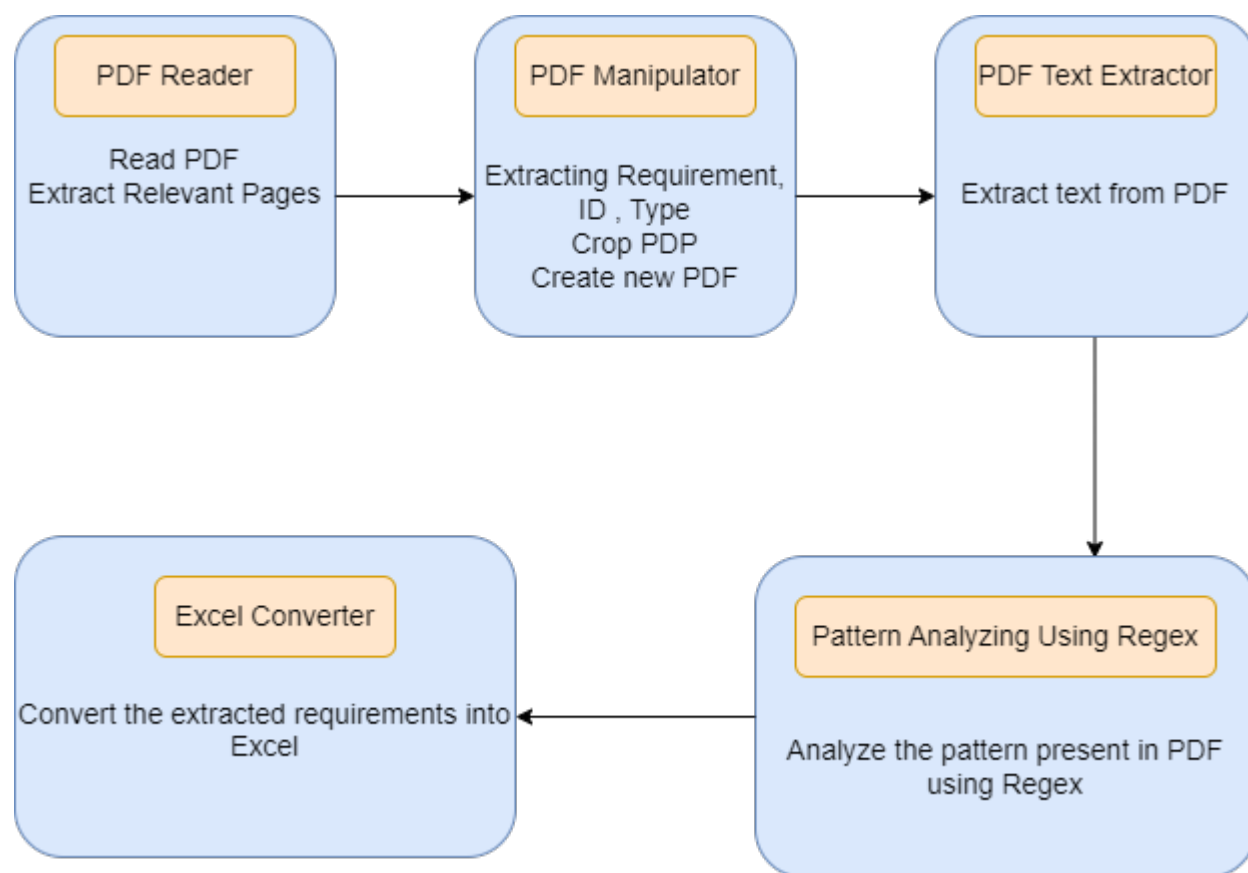 PDF Reader
Read PDF
Extract Relevant Pages
PDF Manipulator
Extracting Requirement,
ID , Type
Crop PDP
Create new PDF
PDF Text Extractor
Extract text from PDF
Pattern Analyzing Using Regex
Analyze the pattern present in PDF
using Regex
Excel Converter
Convert the extracted requirements into
Excel